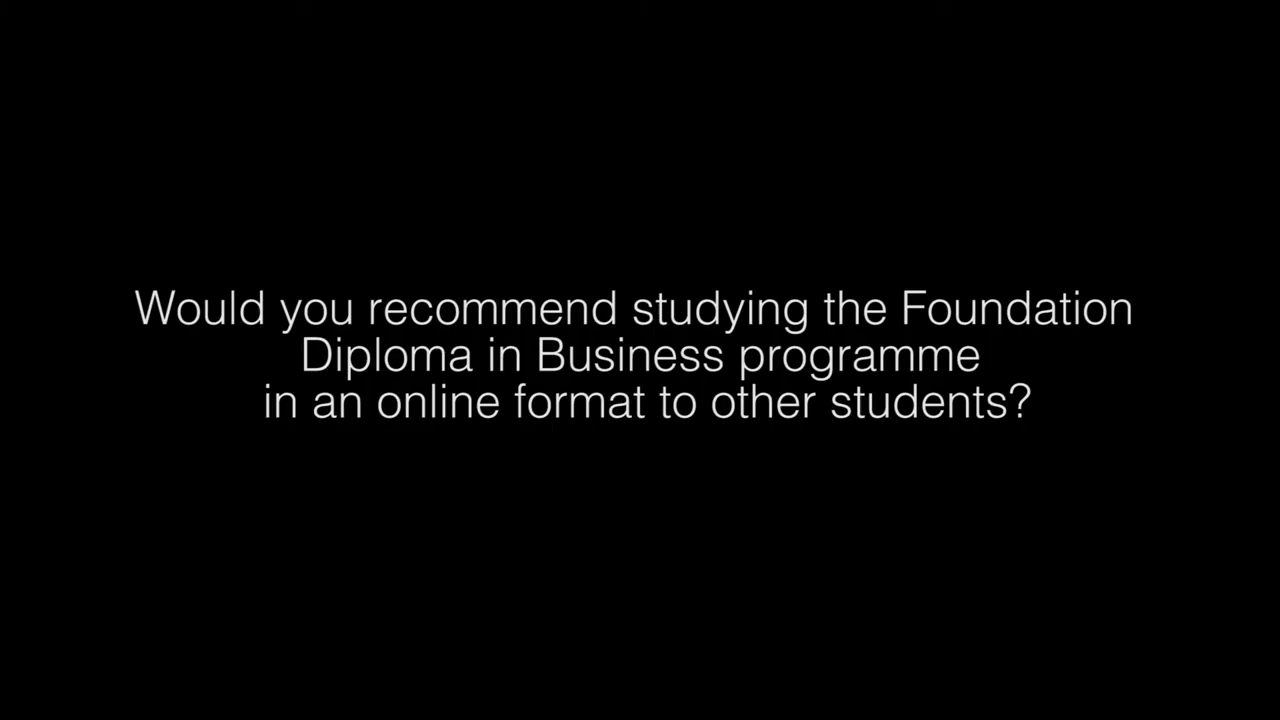 Would you recommend studying the Foundation
Diploma in Business programme
in an online format to other students?